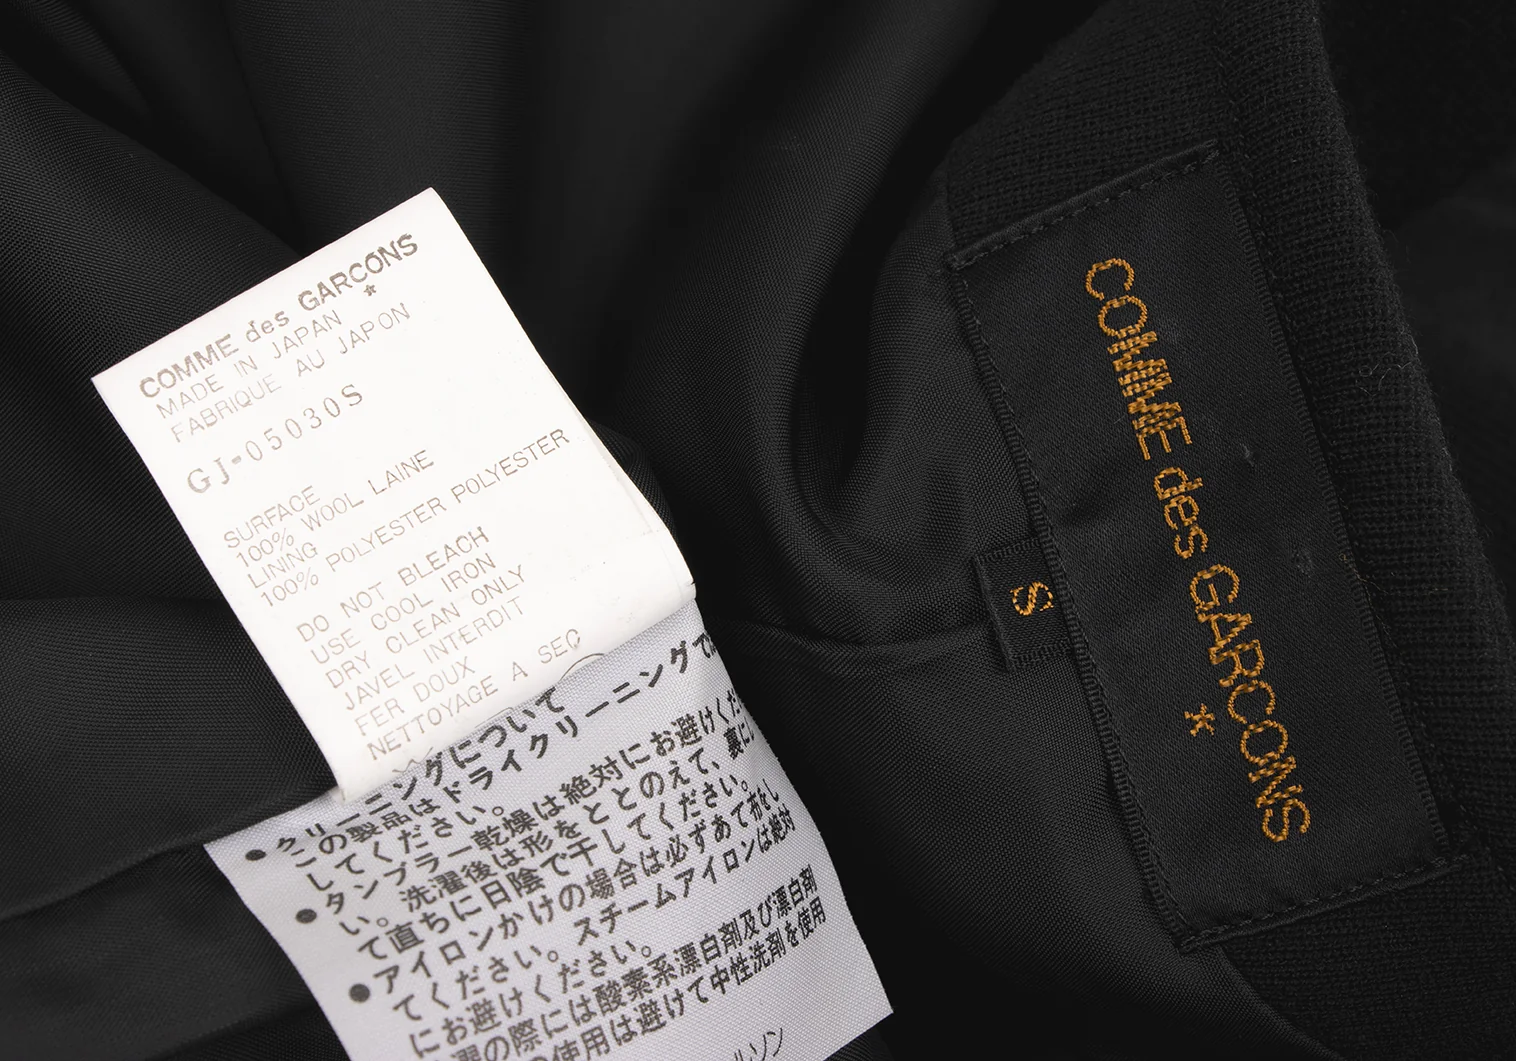 COMME des GARCONS
*
MADE IN JAPAN
FABRIQUE AU JAPON
GJ-05030S
SURFACE
100% WOOL LAINE
LINING
100% POLYESTER POLYESTER
DO NOT BLEACH
USE COOL IRON
DRY CLEAN ONLY
JAVEL INTERDIT
FER DOUX
NETTOYAGE A SEC
クリーニングについて
この製品はドライクリーニングで
してください。
●タンブラー乾燥は絶対にお避けくだ
い。洗濯後は形をととのえて、裏に
て直ちに日陰で干してください。
●アイロンかけの場合は必ずあて布をし
てください。スチームアイロンは絶対
にお避けください。
の際には酸素系漂白剤及び漂白剤
使用は避けて中性洗剤を使用
ルソン
COMME des GARCONS
*
S